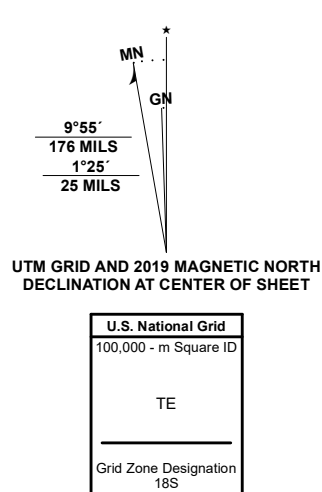 ★
MN
GN
9°55´
176 MILS
1°25´
25 MILS
UTM GRID AND 2019 MAGNETIC NORTH
DECLINATION AT CENTER OF SHEET
U.S. National Grid
100,000 - m Square ID
TE
Grid Zone Designation
18S